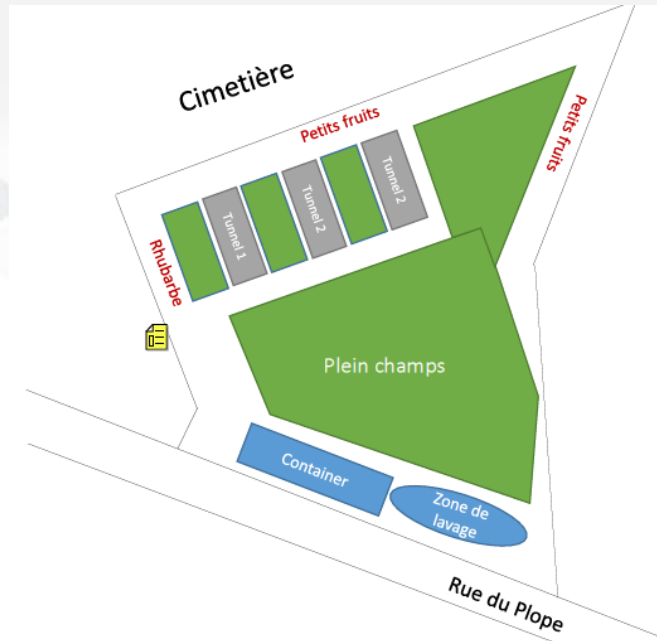 Cimetière
Petits fruits
Petits fruits
Tunnel 1
Tunnel 2
Tunnel 2
Rhubarbe
Plein champs
Container
Zone de
lavage
Rue du Plope